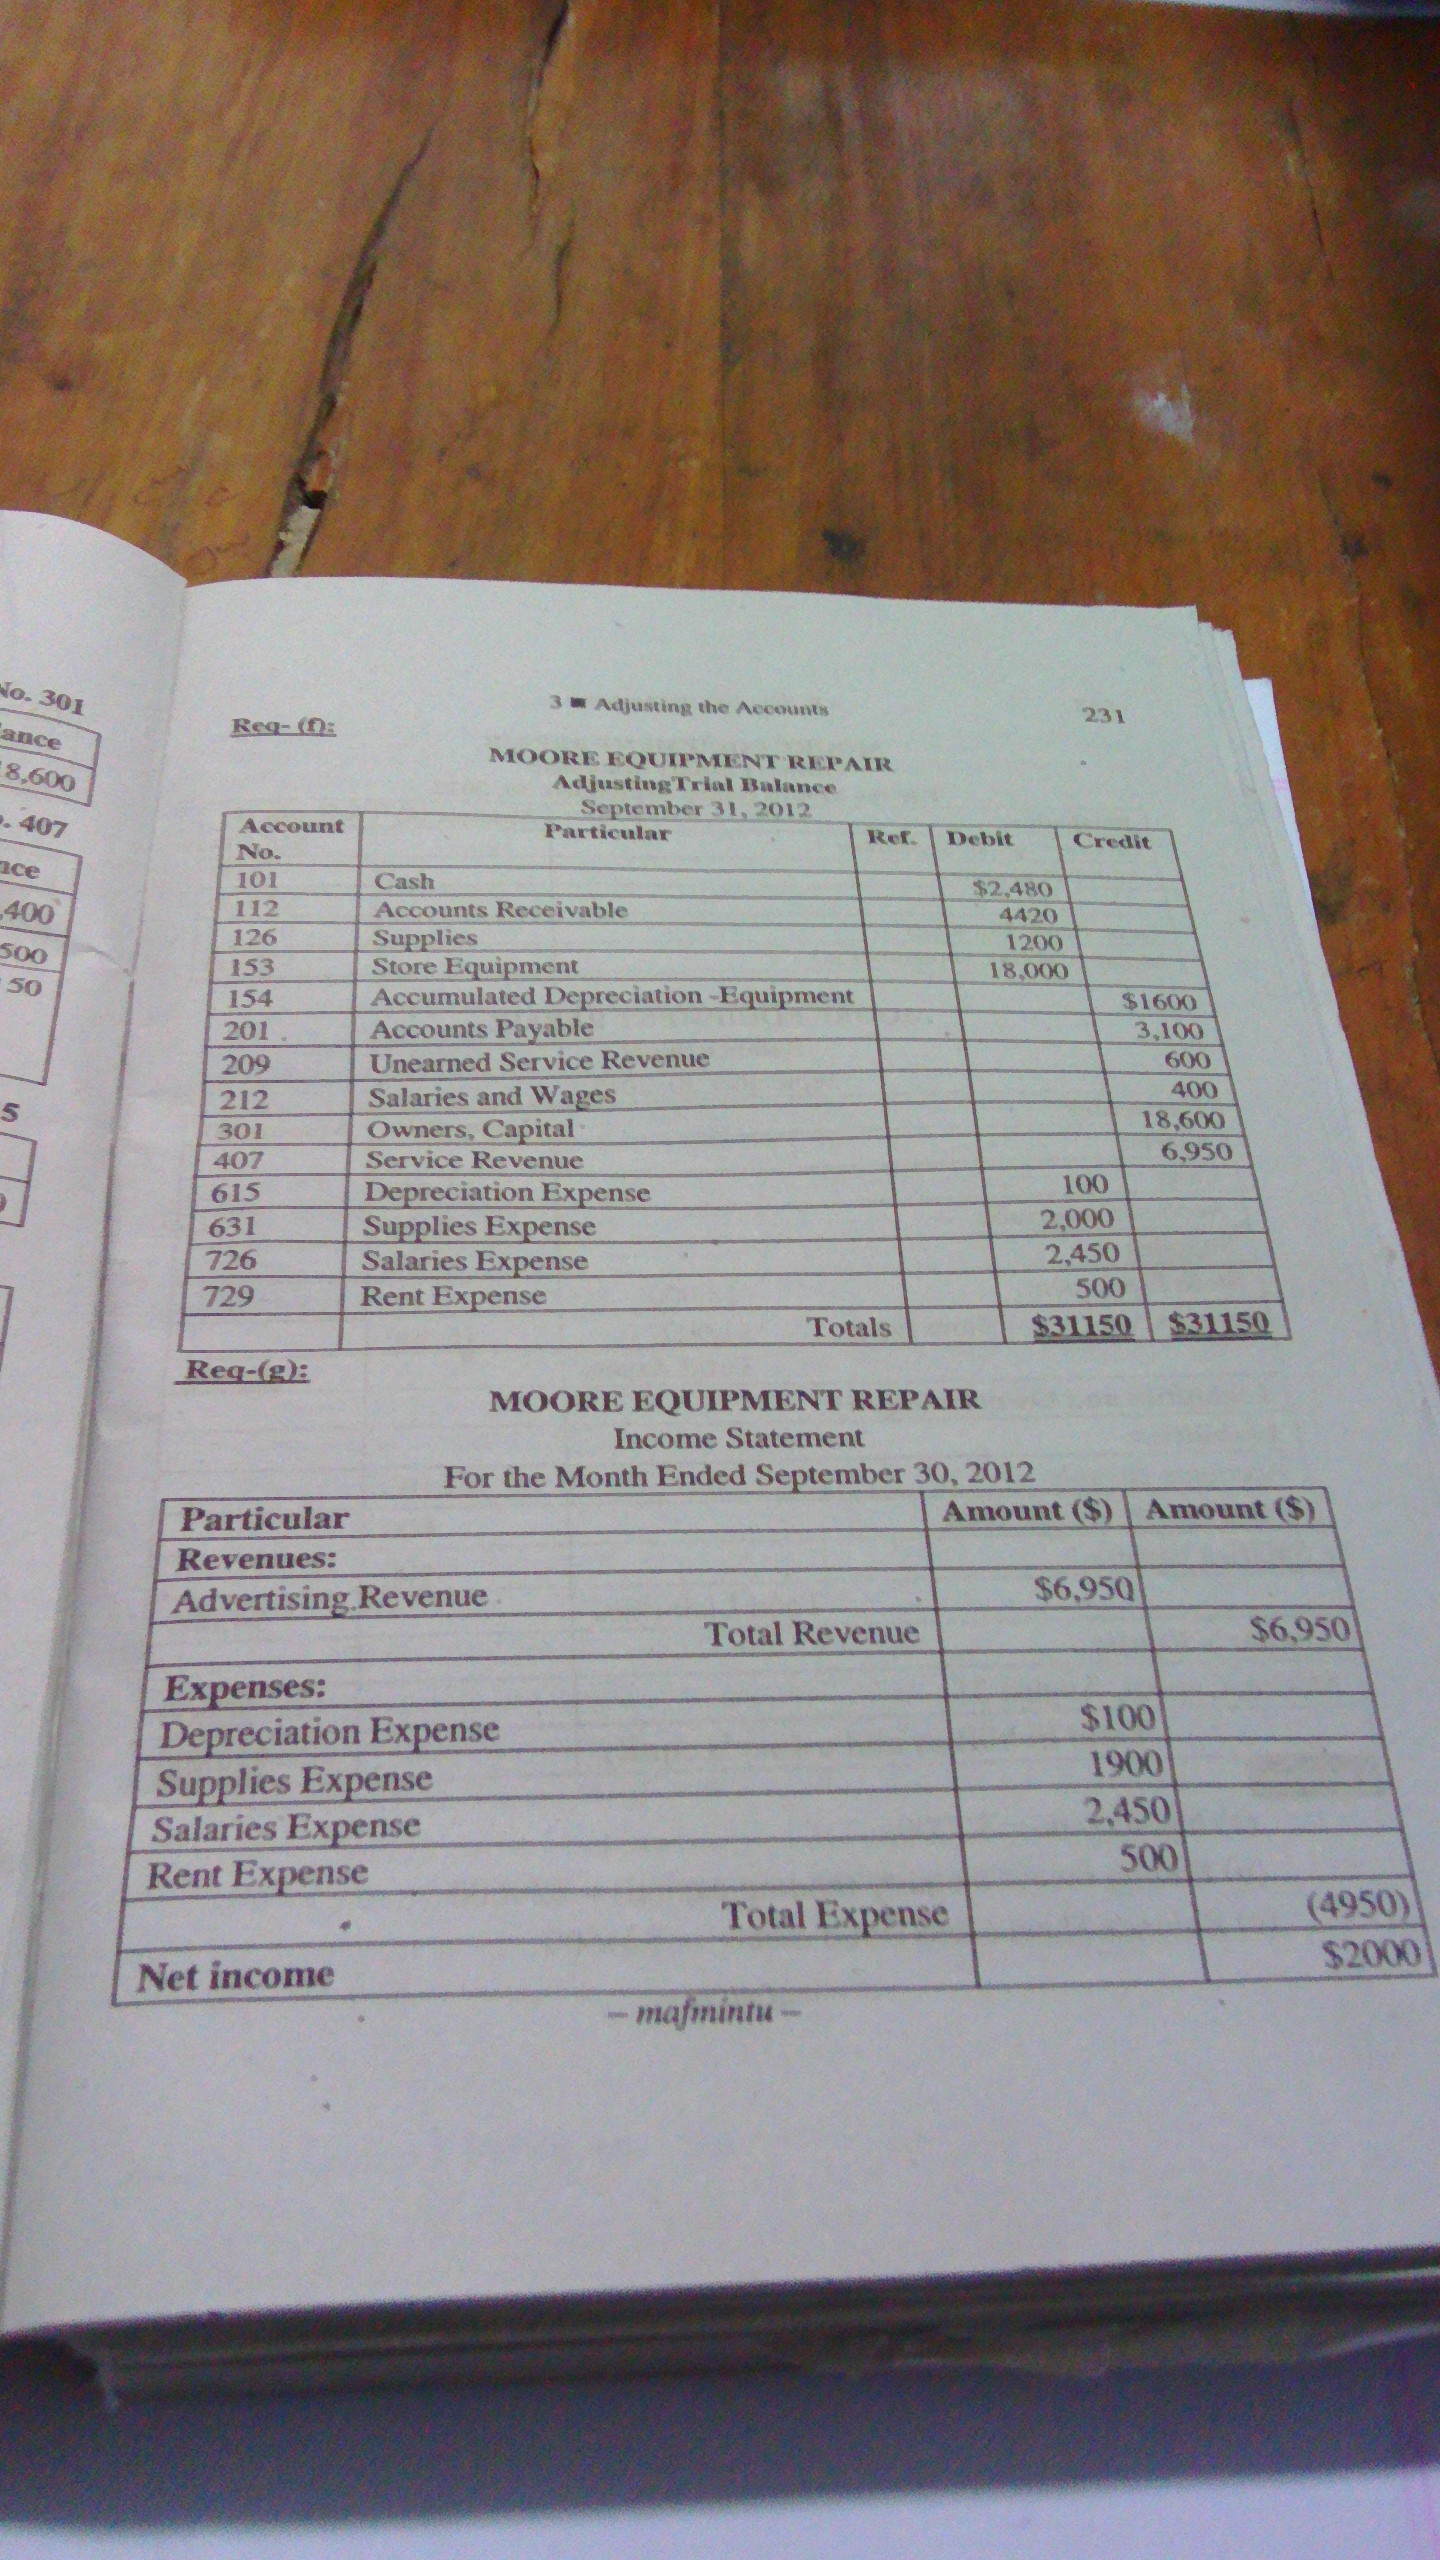 No. 301
8,600
407
400
500
50
5
3 ■ Adjusting the Accounts 231
Req- (f):
MOORE EQUIPMENT REPAIR
AdjustingTrial Balance
September 31, 2012
Account No. Particular Ref. Debit Credit
101 Cash $2,480
112 Accounts Receivable 4420
126 Supplies 1200
153 Store Equipment 18,000
154 Accumulated Depreciation -Equipment $1600
201 Accounts Payable 3,100
209 Unearned Service Revenue 600
212 Salaries and Wages 400
301 Owners, Capital 18,600
407 Service Revenue 6,950
615 Depreciation Expense 100
631 Supplies Expense 2,000
726 Salaries Expense 2,450
729 Rent Expense 500
Totals $31150 $31150
Req-(g):
MOORE EQUIPMENT REPAIR
Income Statement
For the Month Ended September 30, 2012
Particular Amount ($) Amount ($)
Revenues:
Advertising Revenue $6,950
Total Revenue $6,950
Expenses:
Depreciation Expense $100
Supplies Expense 1900
Salaries Expense 2,450
Rent Expense 500
Total Expense (4950)
Net income $2000
– mafmintu –